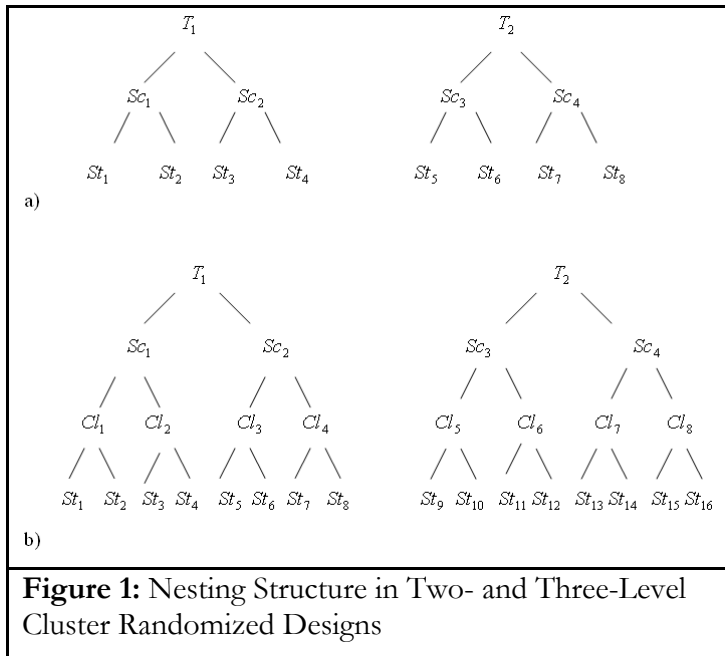 T₁ T₂
Sc₁ Sc₂ Sc₃ Sc₄
St₁ St₂ St₃ St₄ St₅ St₆ St₇ St₈
a)
T₁ T₂
Sc₁ Sc₂ Sc₃ Sc₄
Cl₁ Cl₂ Cl₃ Cl₄ Cl₅ Cl₆ Cl₇ Cl₈
St₁ St₂ St₃ St₄ St₅ St₆ St₇ St₈ St₉ St₁₀ St₁₁ St₁₂ St₁₃ St₁₄ St₁₅ St₁₆
b)
Figure 1: Nesting Structure in Two- and Three-Level
Cluster Randomized Designs